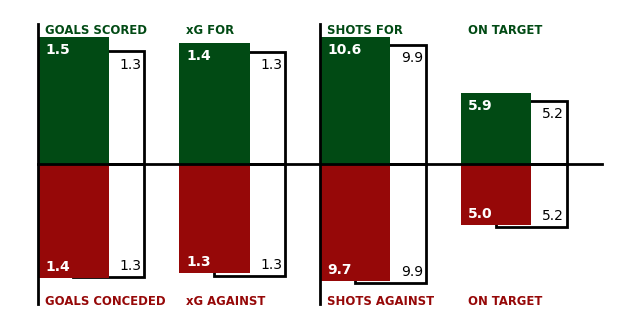 GOALS SCORED xG FOR SHOTS FOR ON TARGET
1.5 1.3 1.4 1.3 10.6 9.9 5.9 5.2
1.4 1.3 1.3 1.3 9.7 9.9 5.0 5.2
GOALS CONCEDED xG AGAINST SHOTS AGAINST ON TARGET